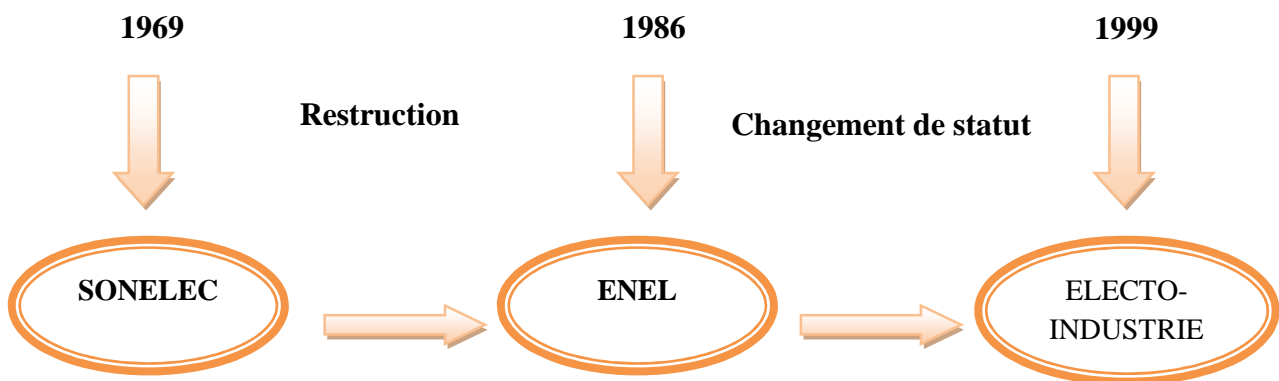 1969
1986
1999
Restruction
Changement de statut
SONELEC
ENEL
ELECTO-
INDUSTRIE